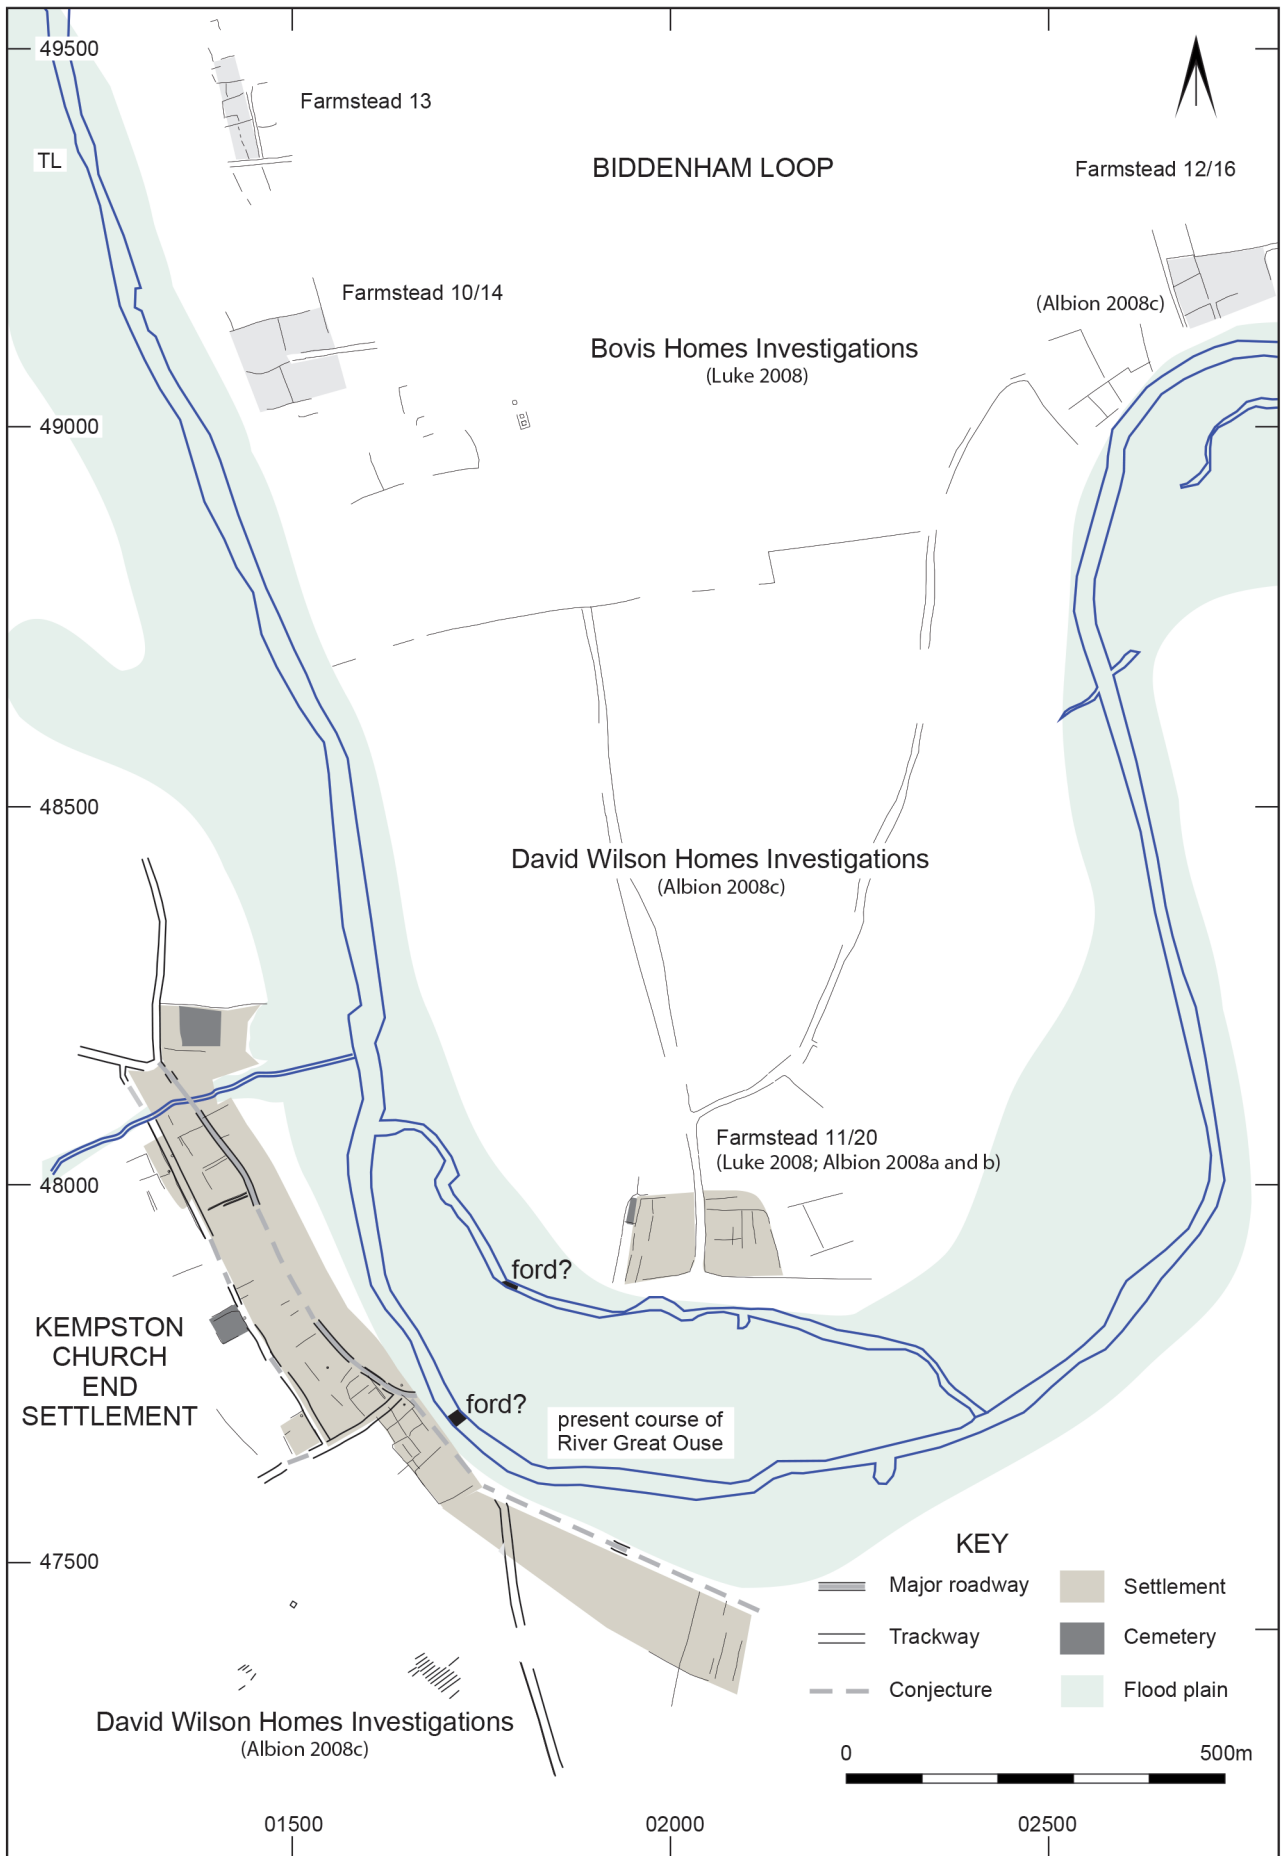 49500
Farmstead 13
TL
BIDDENHAM LOOP
Farmstead 12/16
Farmstead 10/14
(Albion 2008c)
Bovis Homes Investigations
(Luke 2008)
49000
48500
David Wilson Homes Investigations
(Albion 2008c)
Farmstead 11/20
(Luke 2008; Albion 2008a and b)
48000
ford?
KEMPSTON
CHURCH
END
SETTLEMENT
ford?
present course of
River Great Ouse
47500
KEY
Major roadway
Settlement
Trackway
Cemetery
Conjecture
Flood plain
David Wilson Homes Investigations
(Albion 2008c)
0
500m
01500
02000
02500